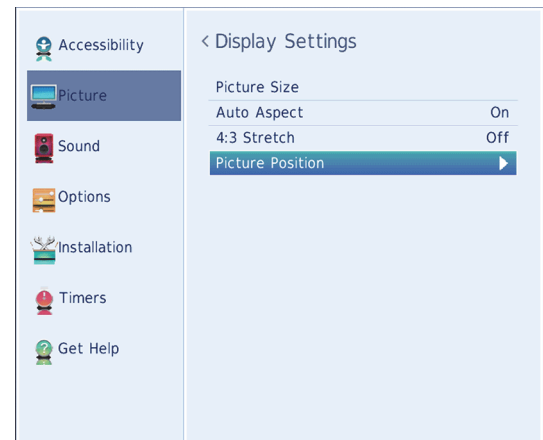 Accessibility
Picture
Sound
Options
Installation
Timers
Get Help
< Display Settings
Picture Size
Auto Aspect On
4:3 Stretch Off
Picture Position